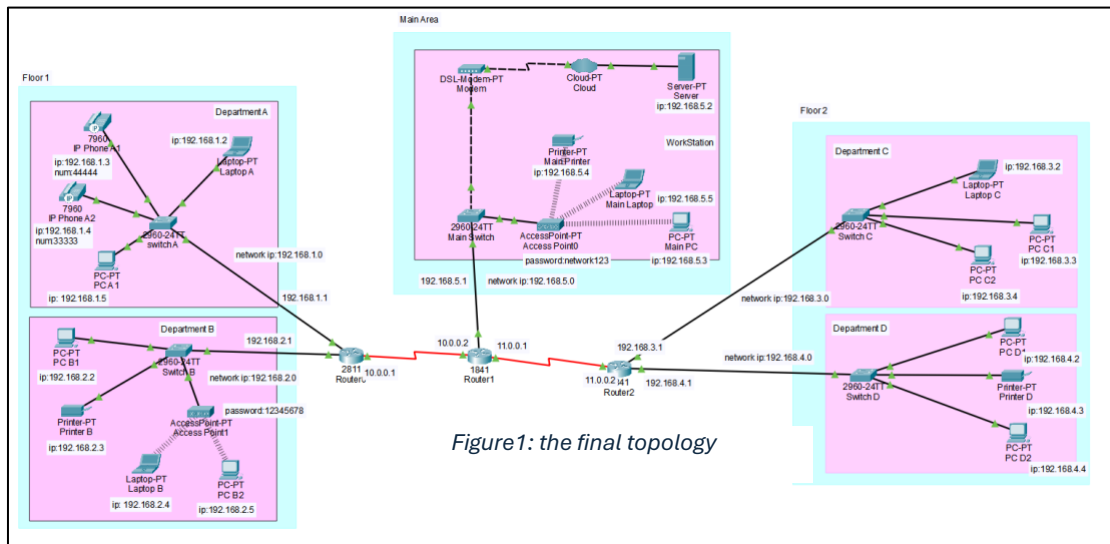 Main Area
Floor 1
Department A
7960
IP Phone A1
ip:192.168.1.3
num:44444
ip:192.168.1.2
Laptop-PT
Laptop A
7960
IP Phone A2
ip:192.168.1.4
num33333
2960-24TT
switchA
PC-PT
PC A1
ip: 192.168.1.5
network ip:192.168.1.0
192.168.1.1
Department B
PC-PT
PC B1
ip:192.168.2.2
2960-24TT
Switch B
192.168.2.1
network ip:192.168.2.0
Printer-PT
Printer B
ip:192.168.2.3
AccessPoint-PT
Access Point1
password:12345678
Laptop-PT
Laptop B
ip: 192.168.2.4
PC-PT
PC B2
ip:192.168.2.5
DSL-Modem-PT
Modem
Cloud-PT
Cloud
Server-PT
Server
ip:192.168.5.2
WorkStation
Printer-PT
Main Printer
ip:192.168.5.4
Laptop-PT
Main Laptop
ip:192.168.5.5
2960-24TT
Main Switch
AccessPoint-PT
Access Point0
password:network123
PC-PT
Main PC
ip:192.168.5.3
192.168.5.1
network ip:192.168.5.0
2811
10.0.0.1
10.0.0.2
11.0.0.1
1841
Router1
11.0.0.2
Router2
192.168.3.1
192.168.4.1
network ip:192.168.3.0
network ip:192.168.4.0
Floor2
Department C
ip:192.168.3.2
Laptop-PT
Laptop C
2960-24TT
Switch C
PC-PT
PC C1
ip:192.168.3.3
PC-PT
PC C2
ip:192.168.3.4
Department D
PC-PT
PC D1
ip:192.168.4.2
2960-24TT
Switch D
Printer-PT
Printer D
ip:192.168.4.3
PC-PT
PC D2
ip:192.168.4.4
Figure1: the final topology